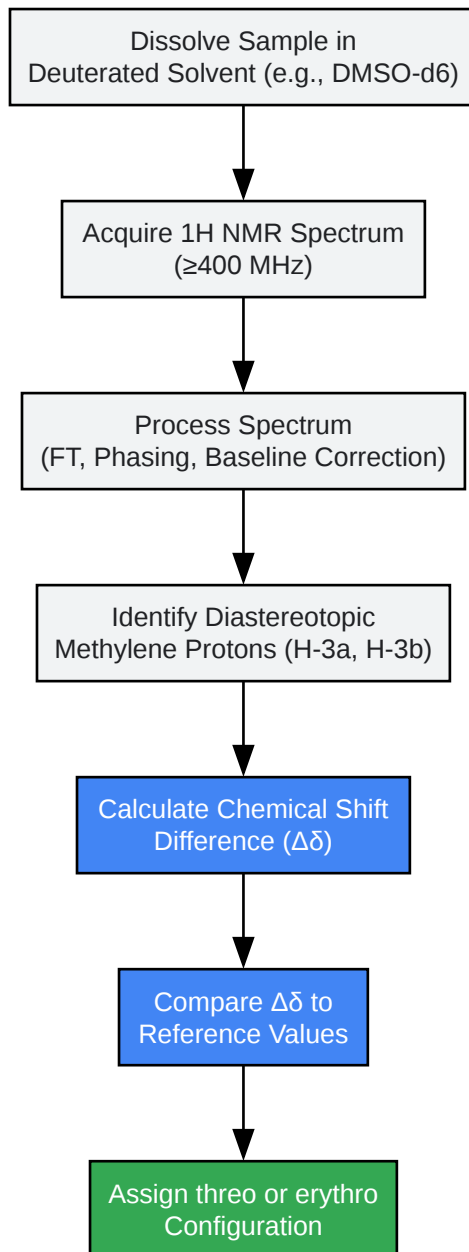 Dissolve Sample in
Deuterated Solvent (e.g., DMSO-d6)
Acquire 1H NMR Spectrum
(≥400 MHz)
Process Spectrum
(FT, Phasing, Baseline Correction)
Identify Diastereotopic
Methylene Protons (H-3a, H-3b)
Calculate Chemical Shift
Difference (Δδ)
Compare Δδ to
Reference Values
Assign threo or erythro
Configuration